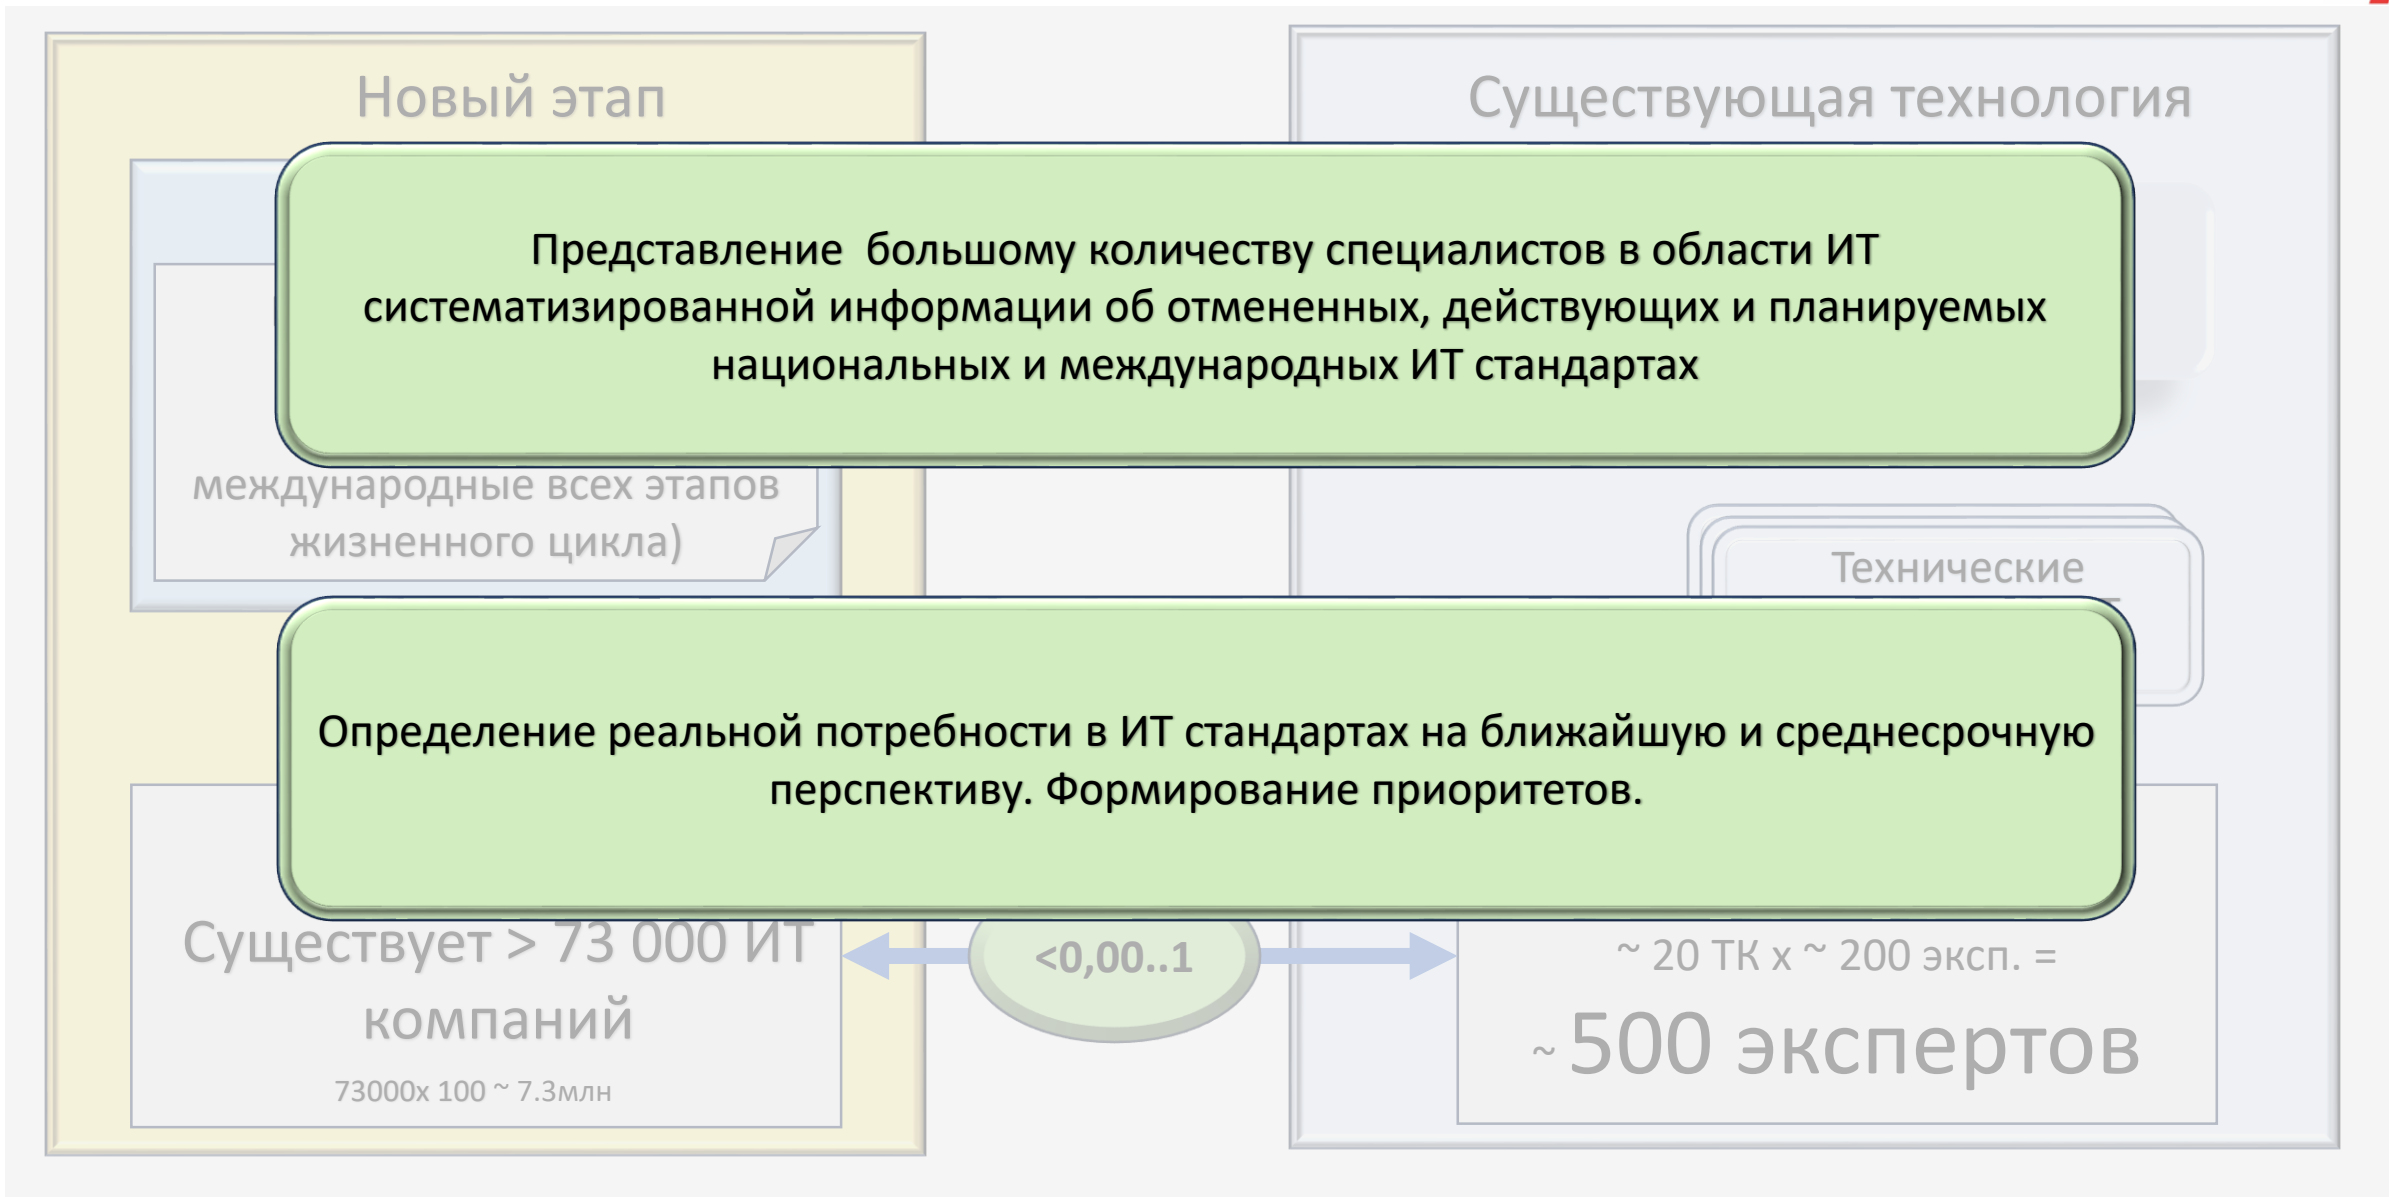 Новый этап
Существующая технология
Представление большому количеству специалистов в области ИТ
систематизированной информации об отмененных, действующих и планируемых
национальных и международных ИТ стандартах
международные всех этапов
жизненного цикла)
Технические
Определение реальной потребности в ИТ стандартах на ближайшую и среднесрочную
перспективу. Формирование приоритетов.
Существует > 73 000 ИТ
компаний
73000х 100 ~ 7.3млн
<0,00..1
~ 20 ТК х ~ 200 эксп. =
~ 500 экспертов